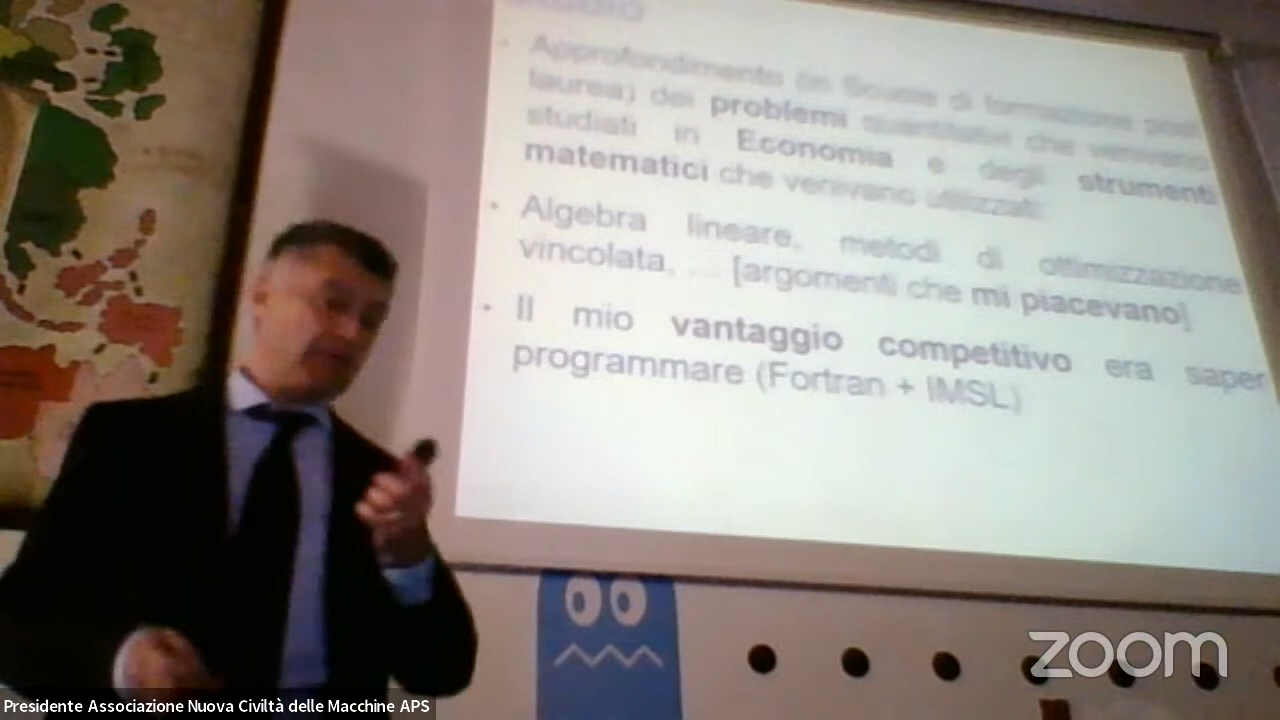 Approfondimento (in Scuole di formazione post
laurea) dei problemi quantitativi che venivano
studiati in Economia e degli strumenti
matematici che venivano utilizzati.
• Algebra lineare, metodi di ottimizzazione
vincolata, ... [argomenti che mi piacevano].
• Il mio vantaggio competitivo era saper
programmare (Fortran + IMSL)
zoom
Presidente Associazione Nuova Civiltà delle Macchine APS